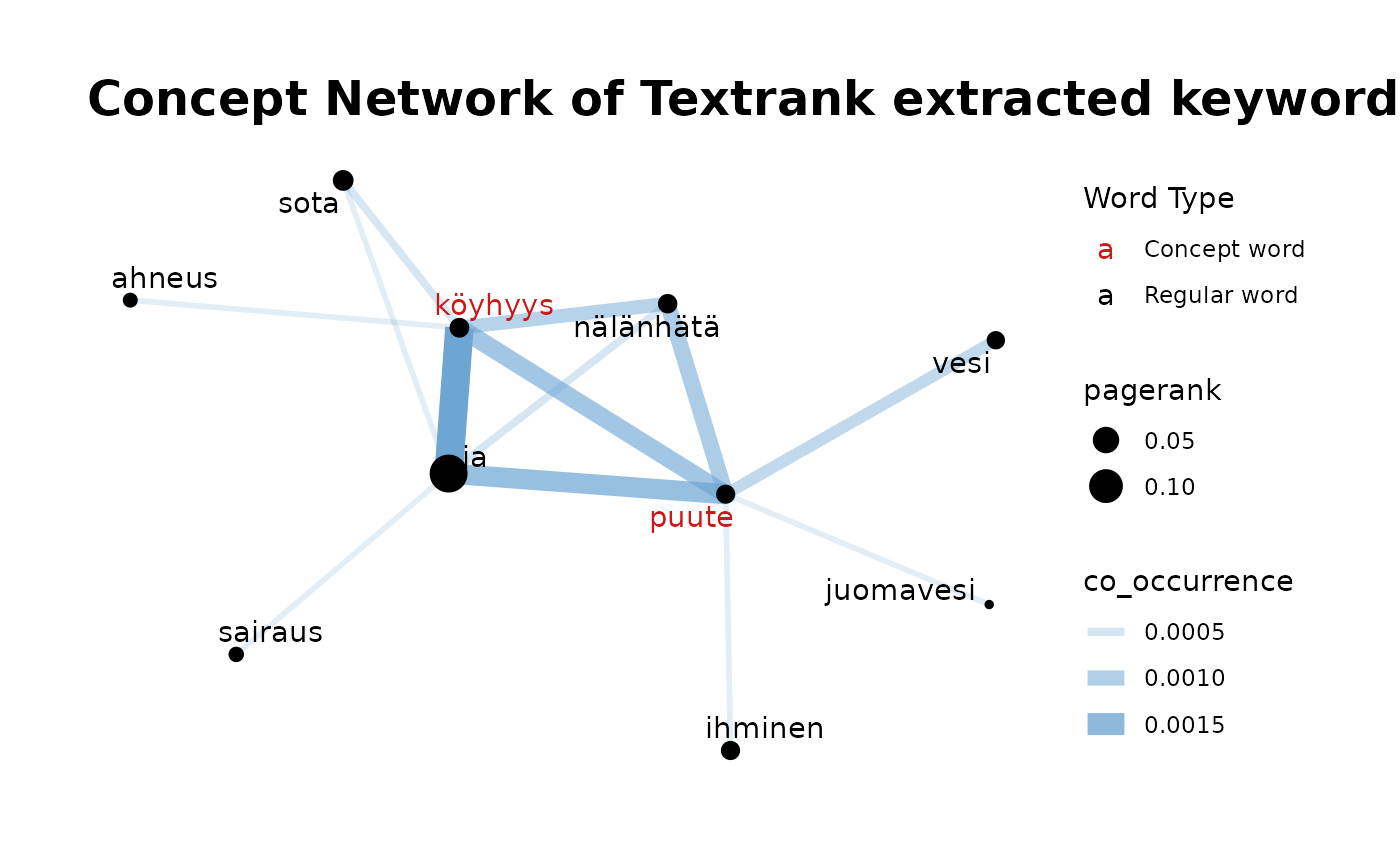 Concept Network of Textrank extracted keyword
sota
ahneus
köyhyys
nälänhätä
vesi
ja
puute
juomavesi
sairaus
ihminen
Word Type
a Concept word
a Regular word
pagerank
0.05
0.10
co_occurrence
0.0005
0.0010
0.0015